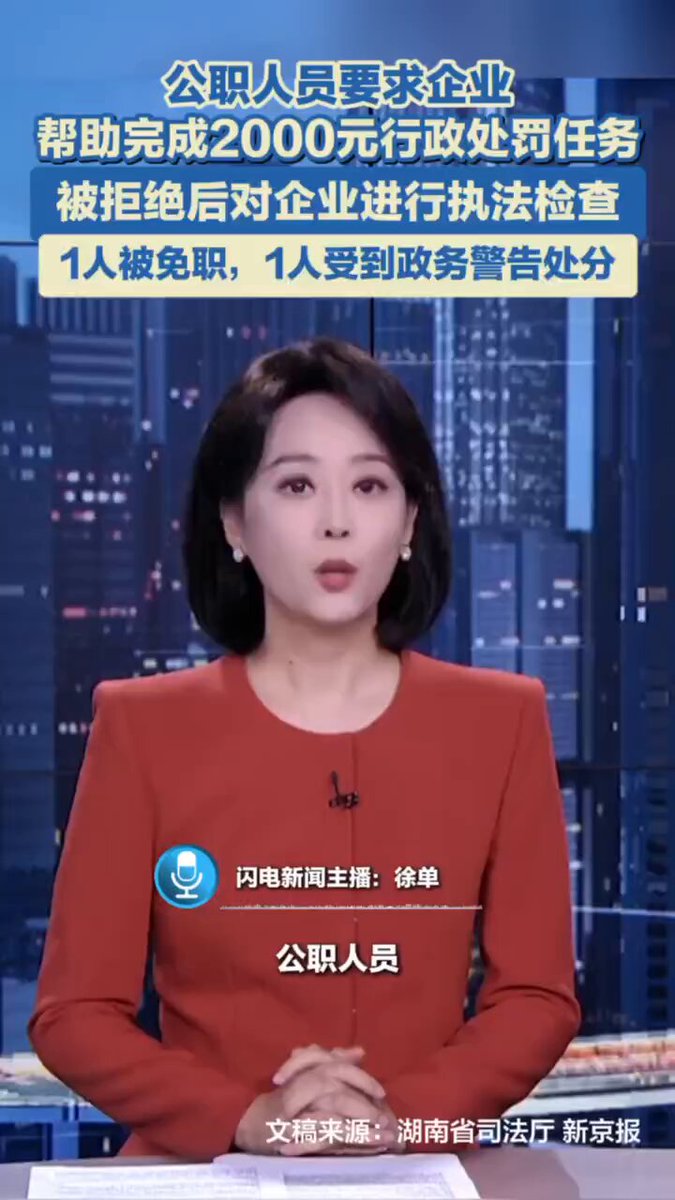 公职人员要求企业
帮助完成2000元行政处罚任务
被拒绝后对企业进行执法检查
1人被免职，1人受到政务警告处分
闪电新闻主播：徐单
公职人员
文稿来源：湖南省司法厅 新京报